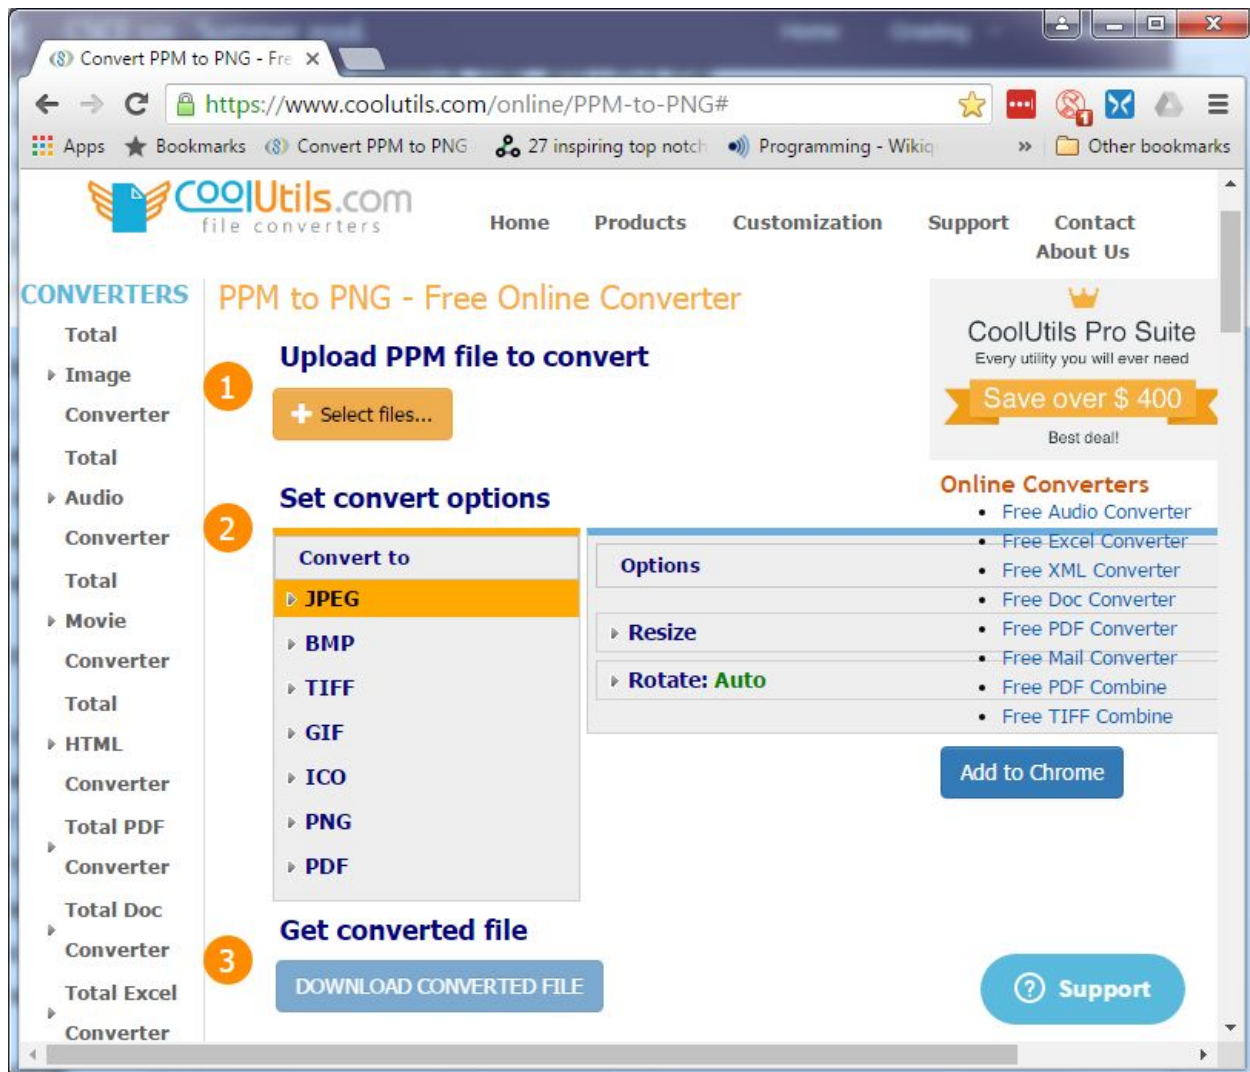 Convert PPM to PNG - Fre
https://www.coolutils.com/online/PPM-to-PNG#
1
Apps Bookmarks Convert PPM to PNG 27 inspiring top notch Programming - Wikiq » Other bookmarks
CoolUtils.com
file converters
Home Products Customization Support Contact
About Us
CONVERTERS
Total
Image
Converter
Total
Audio
Converter
Total
Movie
Converter
Total
HTML
Converter
Total PDF
Converter
Total Doc
Converter
Total Excel
Converter
PPM to PNG - Free Online Converter
1
Upload PPM file to convert
Select files...
2
Set convert options
Convert to
JPEG
BMP
TIFF
GIF
ICO
PNG
PDF
Options
Resize
Rotate: Auto
3
Get converted file
DOWNLOAD CONVERTED FILE
CoolUtils Pro Suite
Every utility you will ever need
Save over $ 400
Best deal!
Online Converters
Free Audio Converter
Free Excel Converter
Free XML Converter
Free Doc Converter
Free PDF Converter
Free Mail Converter
Free PDF Combine
Free TIFF Combine
Add to Chrome
Support